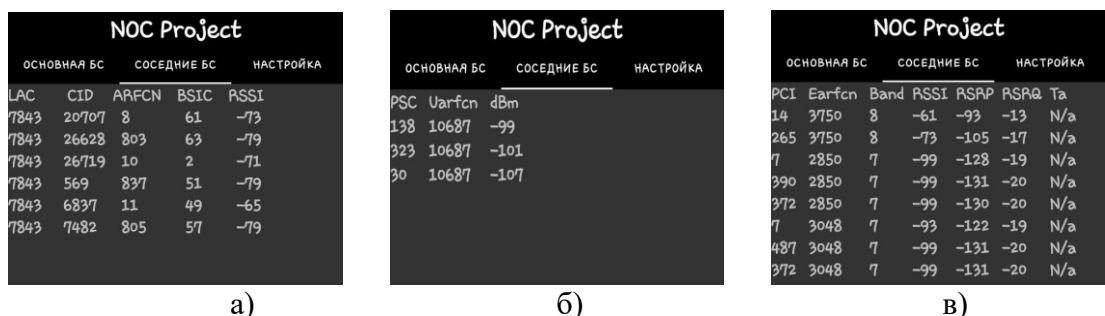 NOC Project
ОСНОВНАЯ БС СОСЕДНИЕ БС НАСТРОЙКА
LAC CID ARFCN BSIC RSSI
7843 20707 8 61 -73
7843 26628 803 63 -79
7843 26719 10 2 -71
7843 569 837 51 -79
7843 6837 11 49 -65
7843 7482 805 57 -79
а)
NOC Project
ОСНОВНАЯ БС СОСЕДНИЕ БС НАСТРОЙКА
PSC Uarfcn dBm
138 10687 -99
323 10687 -101
30 10687 -107
б)
NOC Project
ОСНОВНАЯ БС СОСЕДНИЕ БС НАСТРОЙКА
PCI Earfcn Band RSSI RSRP RSRQ Ta
14 3750 8 -61 -93 -13 N/a
265 3750 8 -73 -105 -17 N/a
7 2850 7 -99 -128 -19 N/a
390 2850 7 -99 -131 -20 N/a
372 2850 7 -99 -130 -20 N/a
7 3048 7 -93 -122 -19 N/a
487 3048 7 -99 -131 -20 N/a
372 3048 7 -99 -131 -20 N/a
в)